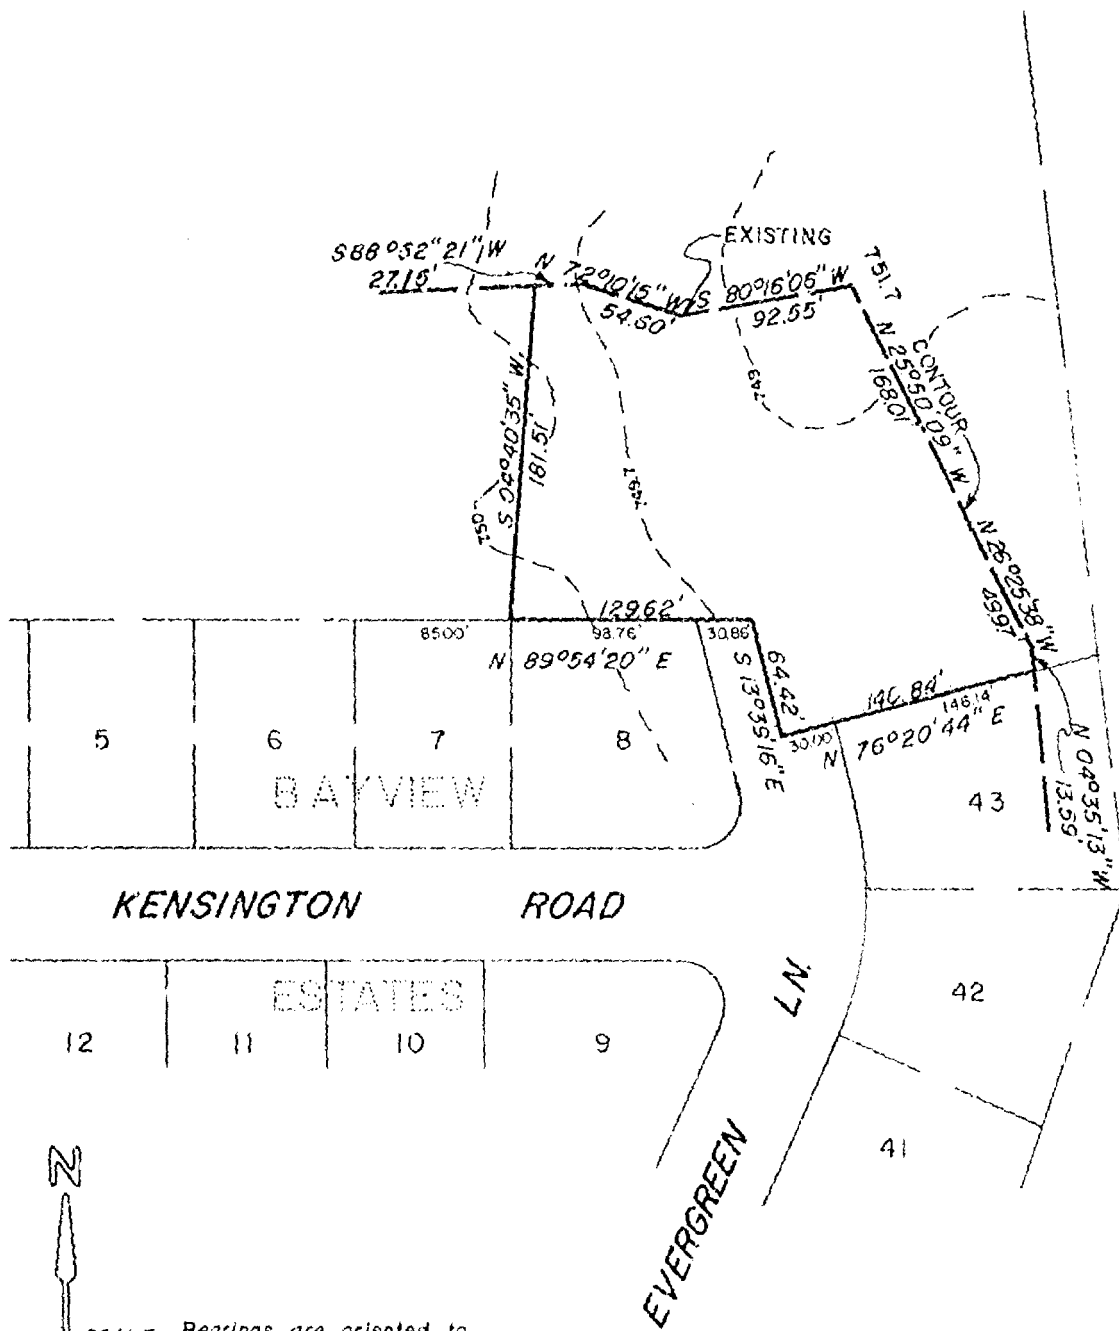 EXISTING
S 88°52'21" W
27.15'
N 72°10'15" W
54.60'
S 80°16'06" W
92.55'
751.7
N 25°50'09" W
168.01'
CONTOUR
749
749.7
750
S 04°40'35" W
181.51'
N 26°25'38" W
49.97
129.62'
85.00'
98.76'
30.86'
N 89°54'20" E
S 13°39'16" E
64.42'
146.84'
146.14'
30.00
N 76°20'44" E
N 04°35'13" W
13.59'
5
6
7
8
43
BAYVIEW
KENSINGTON ROAD
ESTATES
12
11
10
9
42
41
EVERGREEN LN.
N
Bearings are oriented to